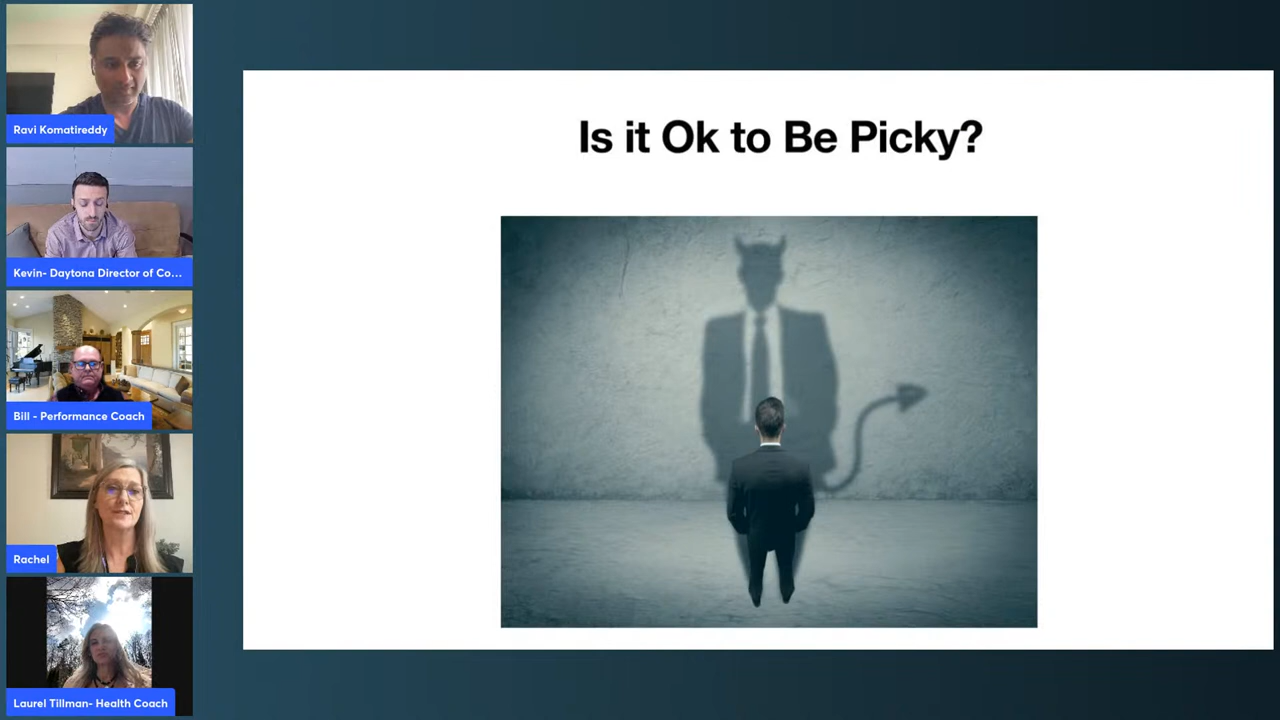 Ravi Komatireddy
Kevin- Daytona Director of Co...
Bill - Performance Coach
Rachel
Laurel Tillman- Health Coach
Is it Ok to Be Picky?